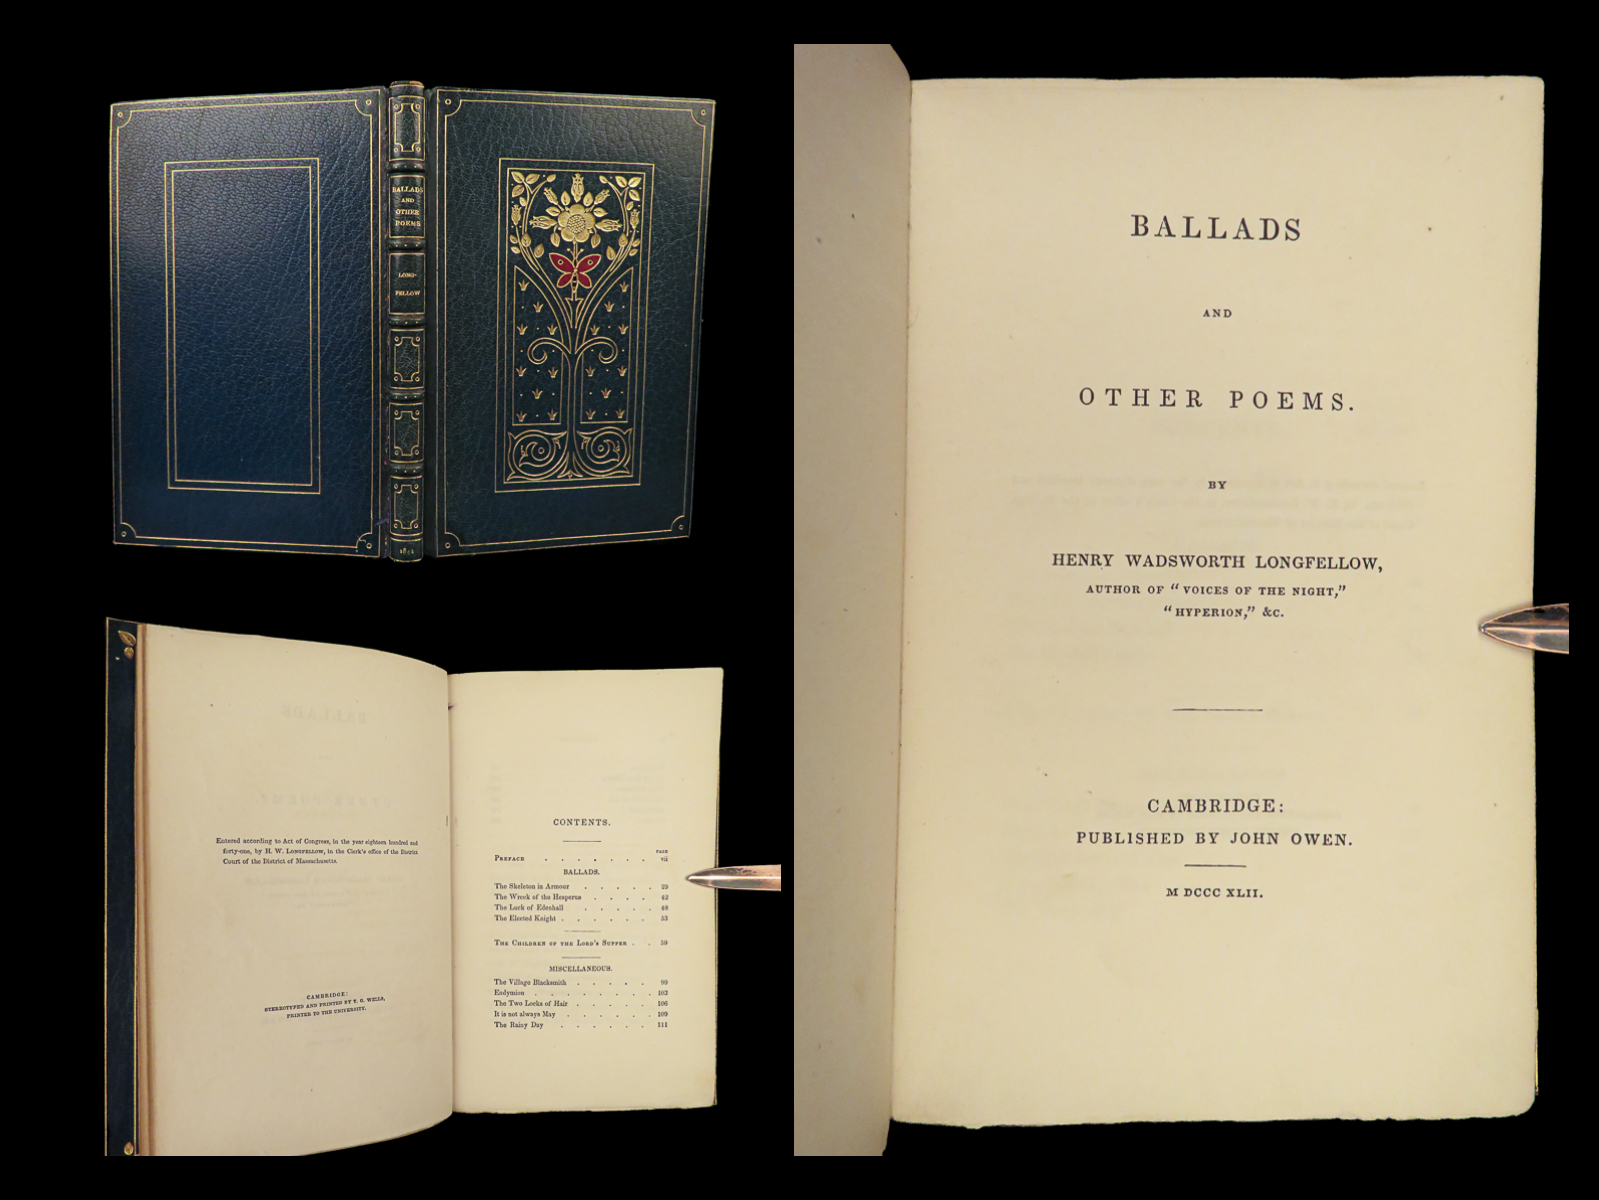 BALLADS
AND
OTHER
POEMS
LONG-
FELLOW
BALLADS
AND
OTHER POEMS.
BY
HENRY WADSWORTH LONGFELLOW,
AUTHOR OF "VOICES OF THE NIGHT,"
"HYPERION," &C.
CAMBRIDGE:
PUBLISHED BY JOHN OWEN.
M DCCC XLII.
Entered according to Act of Congress, in the year eighteen hundred and
forty-one, by H. W. LONGFELLOW, in the Clerk's office of the District
Court of the District of Massachusetts.
CAMBRIDGE:
STEREOTYPED AND PRINTED BY T. G. WELLS,
PRINTER TO THE UNIVERSITY.
CONTENTS.
PAGE
PREFACE . . . . . . . vii
BALLADS.
The Skeleton in Armour . . . . . 29
The Wreck of the Hesperus . . . . 42
The Luck of Edenhall . . . . . 48
The Elected Knight . . . . . . 53
THE CHILDREN OF THE LORD'S SUPPER . . 59
MISCELLANEOUS.
The Village Blacksmith . . . . . 99
Endymion . . . . . . . . 103
The Two Locks of Hair . . . . . 106
It is not always May . . . . . . 109
The Rainy Day . . . . . . 111